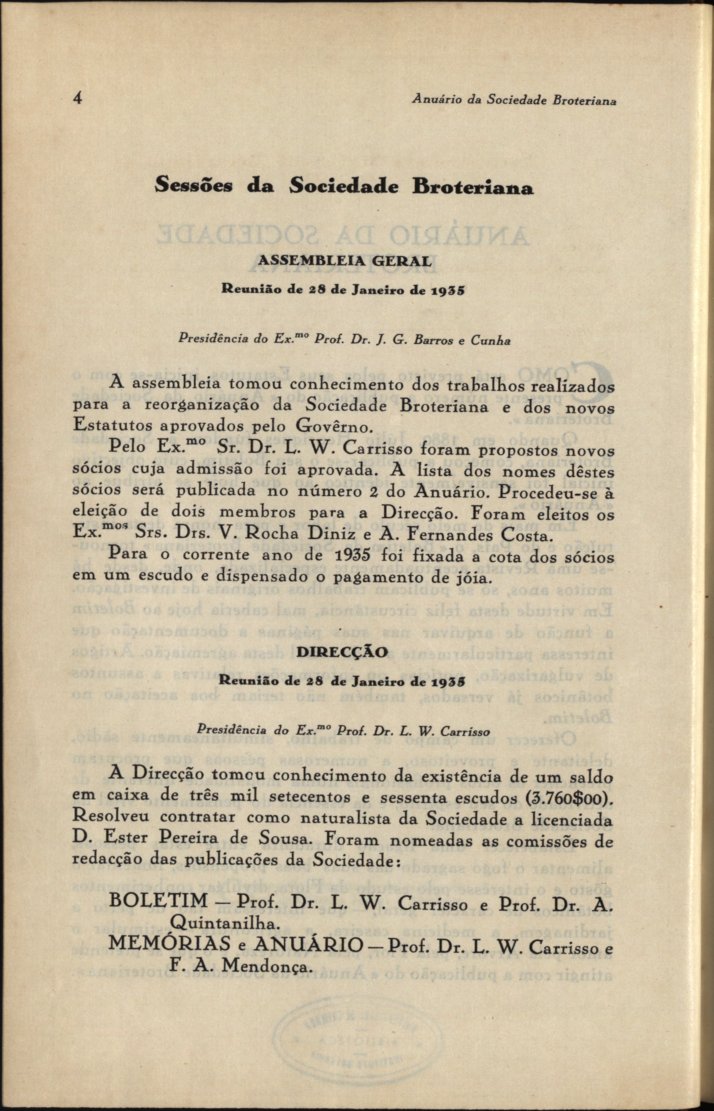 4
Anuário da Sociedade Broteriana
Sessões da Sociedade Broteriana
ASSEMBLEIA GERAL
Reunião de 28 de Janeiro de 1935
Presidência do Ex.mo Prof. Dr. J. G. Barros e Cunha
A assembleia tomou conhecimento dos trabalhos realizados
para a reorganização da Sociedade Broteriana e dos novos
Estatutos aprovados pelo Govêrno.
Pelo Ex.mo Sr. Dr. L. W. Carrisso foram propostos novos
sócios cuja admissão foi aprovada. A lista dos nomes dêstes
sócios será publicada no número 2 do Anuário. Procedeu-se à
eleição de dois membros para a Direcção. Foram eleitos os
Ex.mos Srs. Drs. V. Rocha Diniz e A. Fernandes Costa.
Para o corrente ano de 1935 foi fixada a cota dos sócios
em um escudo e dispensado o pagamento de jóia.
DIRECÇÃO
Reunião de 28 de Janeiro de 1935
Presidência do Ex.mo Prof. Dr. L. W. Carrisso
A Direcção tomou conhecimento da existência de um saldo
em caixa de três mil setecentos e sessenta escudos (3.760$00).
Resolveu contratar como naturalista da Sociedade a licenciada
D. Ester Pereira de Sousa. Foram nomeadas as comissões de
redacção das publicações da Sociedade:
BOLETIM — Prof. Dr. L. W. Carrisso e Prof. Dr. A.
Quintanilha.
MEMÓRIAS e ANUÁRIO — Prof. Dr. L. W. Carrisso e
F. A. Mendonça.